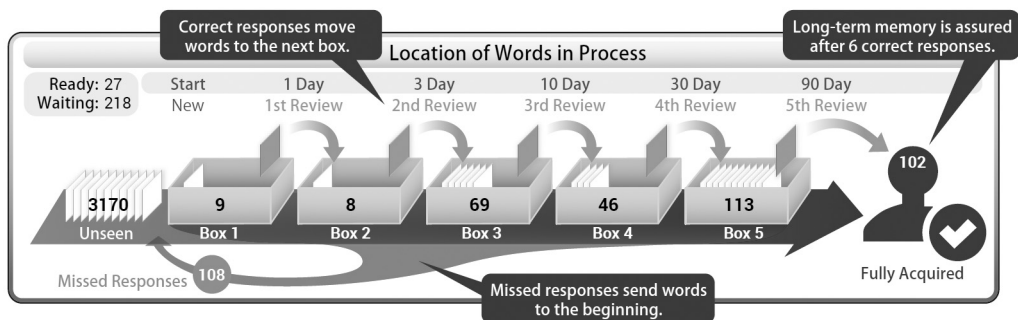 Correct responses move
words to the next box.
Long-term memory is assured
after 6 correct responses.
Location of Words in Process
Ready: 27
Waiting: 218
Start
1 Day
3 Day
10 Day
30 Day
90 Day
New
1st Review
2nd Review
3rd Review
4th Review
5th Review
102
3170
9
8
69
46
113
Unseen
Box 1
Box 2
Box 3
Box 4
Box 5
Missed Responses
108
Fully Acquired
Missed responses send words
to the beginning.